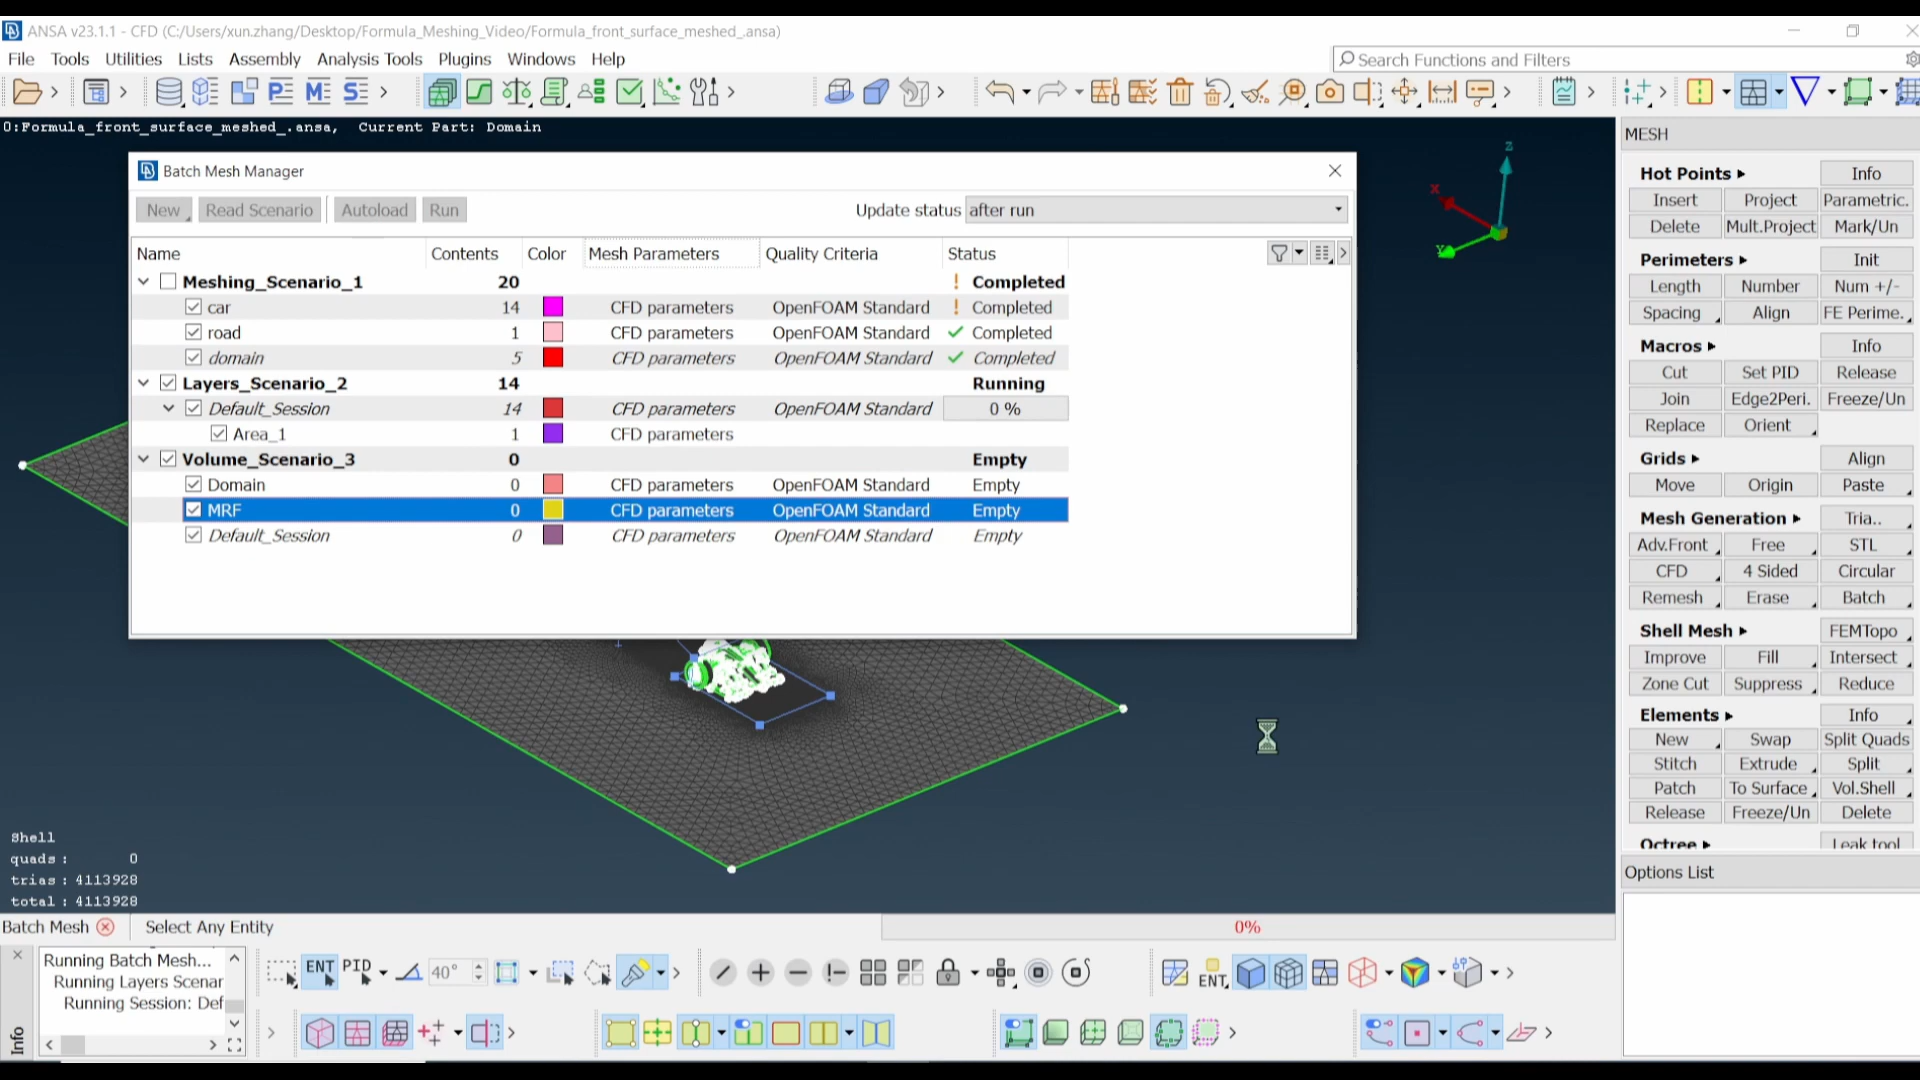 ANSA v23.1.1 - CFD (C:/Users/xun.zhang/Desktop/Formula_Meshing_Video/Formula_front_surface_meshed_.ansa)
File Tools Utilities Lists Assembly Analysis Tools Plugins Windows Help
Search Functions and Filters
0:Formula_front_surface_meshed_.ansa, Current Part: Domain
Batch Mesh Manager
New Read Scenario Autoload Run Update status after run
Name Contents Color Mesh Parameters Quality Criteria Status
Meshing_Scenario_1 20 ! Completed
car 14 CFD parameters OpenFOAM Standard ! Completed
road 1 CFD parameters OpenFOAM Standard Completed
domain 5 CFD parameters OpenFOAM Standard Completed
Layers_Scenario_2 14 Running
Default_Session 14 CFD parameters OpenFOAM Standard 0 %
Area_1 1 CFD parameters
Volume_Scenario_3 0 Empty
Domain 0 CFD parameters OpenFOAM Standard Empty
MRF 0 CFD parameters OpenFOAM Standard Empty
Default_Session 0 CFD parameters OpenFOAM Standard Empty
z
x
Y
MESH
Hot Points Info
Insert Project Parametric.
Delete Mult.Project Mark/Un
Perimeters Init
Length Number Num +/-
Spacing Align FE Perime.
Macros Info
Cut Set PID Release
Join Edge2Peri. Freeze/Un
Replace Orient
Grids Align
Move Origin Paste
Mesh Generation Tria..
Adv.Front Free STL
CFD 4 Sided Circular
Remesh Erase Batch
Shell Mesh FEMTopo
Improve Fill Intersect
Zone Cut Suppress Reduce
Elements Info
New Swap Split Quads
Stitch Extrude Split
Patch To Surface Vol.Shell
Release Freeze/Un Delete
Octree Leak tool
Options List
Shell
quads: 0
trias: 4113928
total: 4113928
Batch Mesh Select Any Entity 0%
Running Batch Mesh...
Running Layers Scenar
Running Session: Def
Info
ENT PID 40° ENT